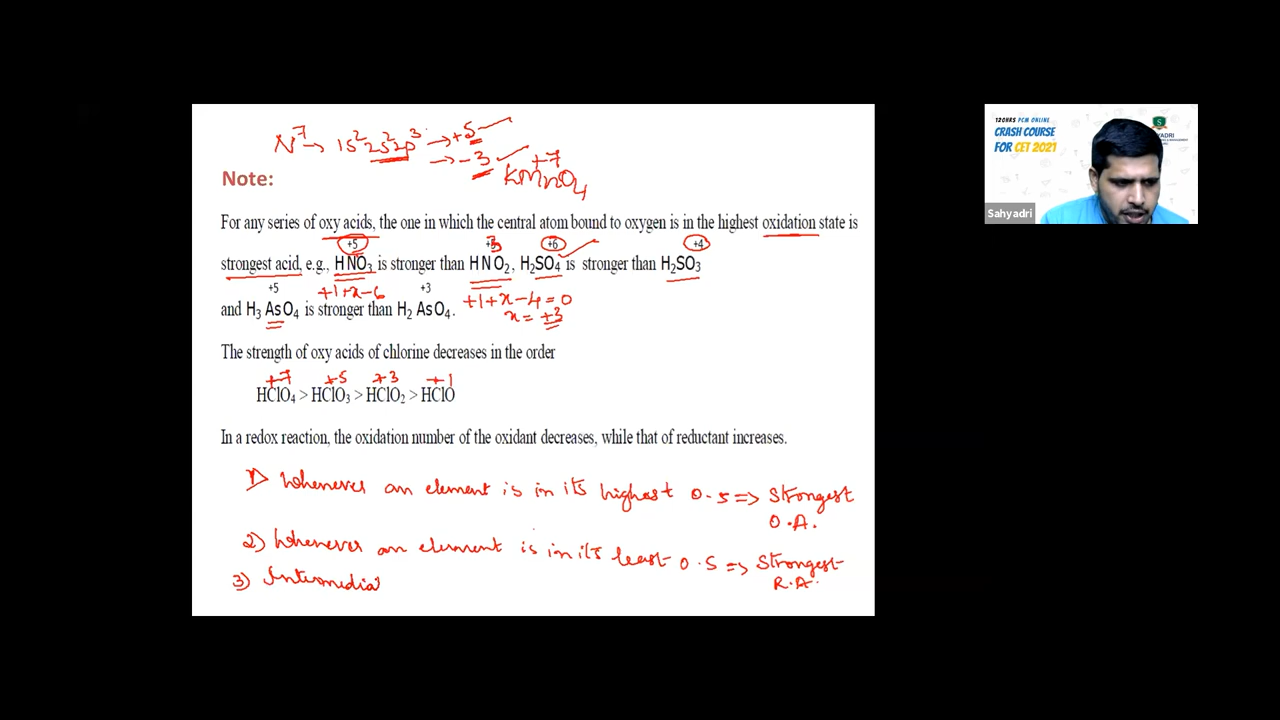 N⁷ → 1s² 2s² 2p³ → +5
→ -3
+7
KMnO₄
Note:
For any series of oxy acids, the one in which the central atom bound to oxygen is in the highest oxidation state is
+5 +3 +6 +4
strongest acid, e.g., HNO₃ is stronger than HNO₂, H₂SO₄ is stronger than H₂SO₃
+1+x-6 +1+x-4=0
+5 +3
and H₃AsO₄ is stronger than H₂AsO₄.
x = +3
The strength of oxy acids of chlorine decreases in the order
+7 +5 +3 +1
HClO₄ > HClO₃ > HClO₂ > HClO
In a redox reaction, the oxidation number of the oxidant decreases, while that of reductant increases.
1) Whenever an element is in its highest O.S => Strongest
O.A.
2) Whenever an element is in its least O.S => Strongest
R.A.
3) Intermedia
120HRS PCM ONLINE
CRASH COURSE
FOR CET 2021
Sahyadri